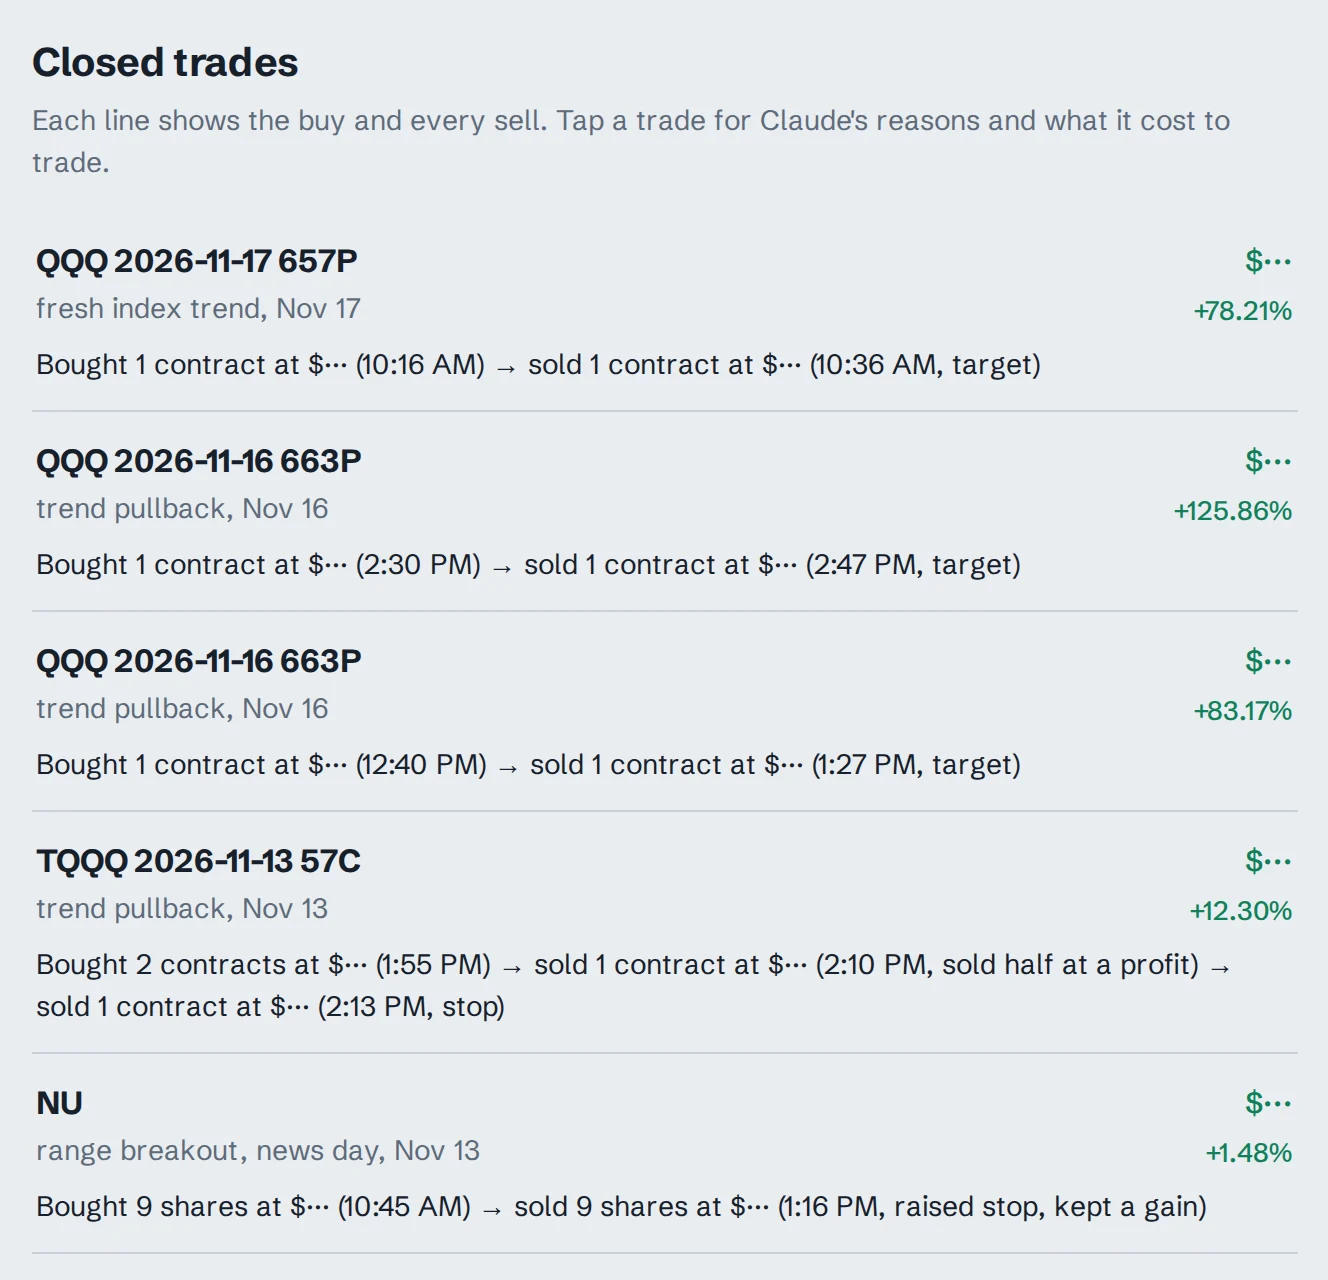 Closed trades
Each line shows the buy and every sell. Tap a trade for Claude's reasons and what it cost to
trade.
QQQ 2026-11-17 657P
$···
fresh index trend, Nov 17
+78.21%
Bought 1 contract at $··· (10:16 AM) → sold 1 contract at $··· (10:36 AM, target)
QQQ 2026-11-16 663P
$···
trend pullback, Nov 16
+125.86%
Bought 1 contract at $··· (2:30 PM) → sold 1 contract at $··· (2:47 PM, target)
QQQ 2026-11-16 663P
$···
trend pullback, Nov 16
+83.17%
Bought 1 contract at $··· (12:40 PM) → sold 1 contract at $··· (1:27 PM, target)
TQQQ 2026-11-13 57C
$···
trend pullback, Nov 13
+12.30%
Bought 2 contracts at $··· (1:55 PM) → sold 1 contract at $··· (2:10 PM, sold half at a profit) →
sold 1 contract at $··· (2:13 PM, stop)
NU
$···
range breakout, news day, Nov 13
+1.48%
Bought 9 shares at $··· (10:45 AM) → sold 9 shares at $··· (1:16 PM, raised stop, kept a gain)